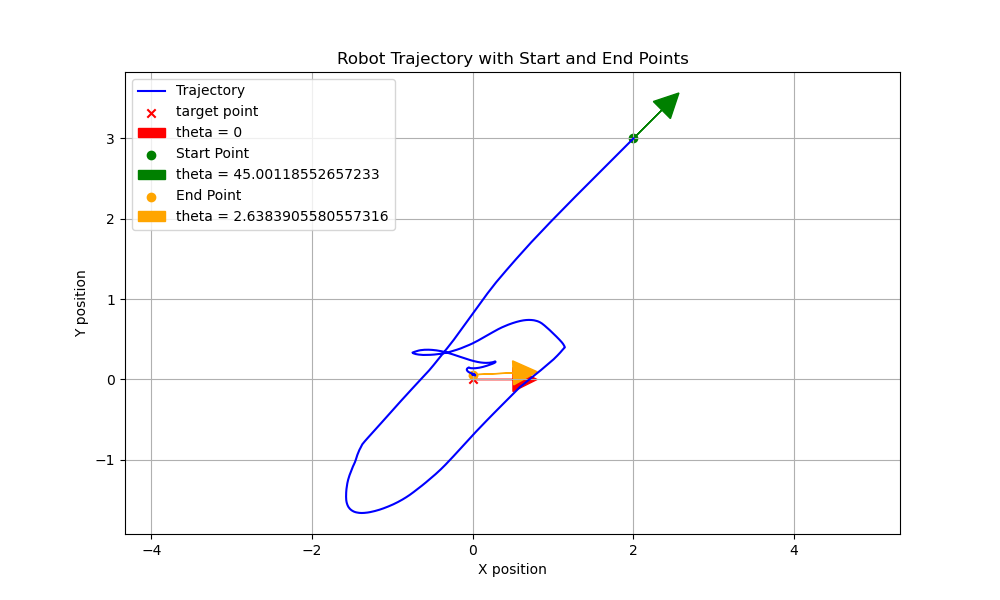 Robot Trajectory with Start and End Points
Trajectory
target point
theta = 0
Start Point
theta = 45.00118552657233
End Point
theta = 2.6383905580557316
Y position
3
2
1
0
−1
−4
−2
0
2
4
X position